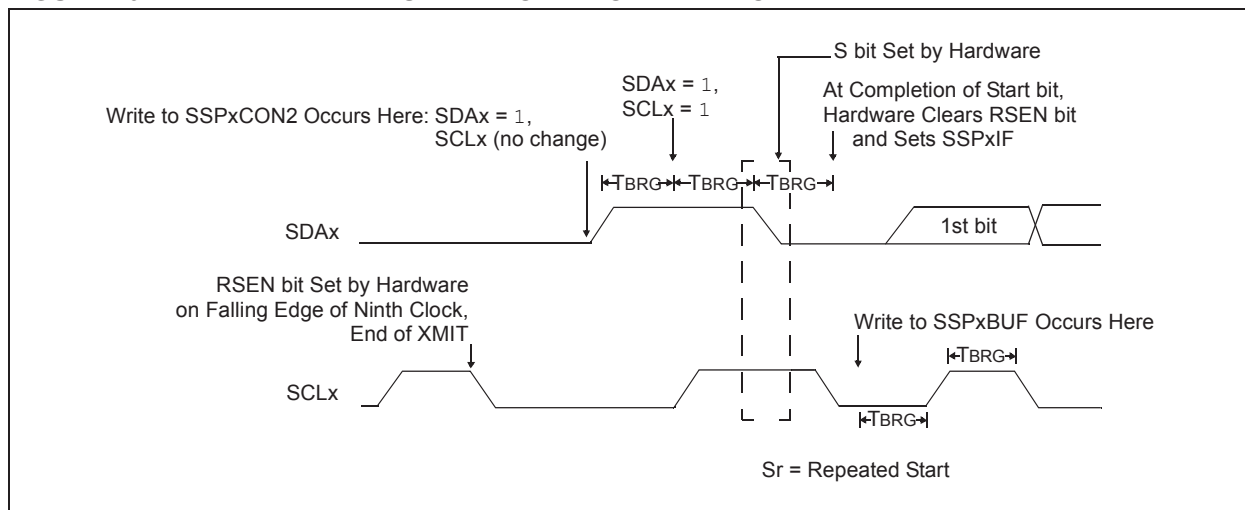 S bit Set by Hardware
SDAx = 1,
SCLx = 1
At Completion of Start bit,
Hardware Clears RSEN bit
and Sets SSPxIF
Write to SSPxCON2 Occurs Here: SDAx = 1,
SCLx (no change)
TBRG
TBRG
TBRG
SDAx
1st bit
RSEN bit Set by Hardware
on Falling Edge of Ninth Clock,
End of XMIT
Write to SSPxBUF Occurs Here
TBRG
SCLx
TBRG
Sr = Repeated Start